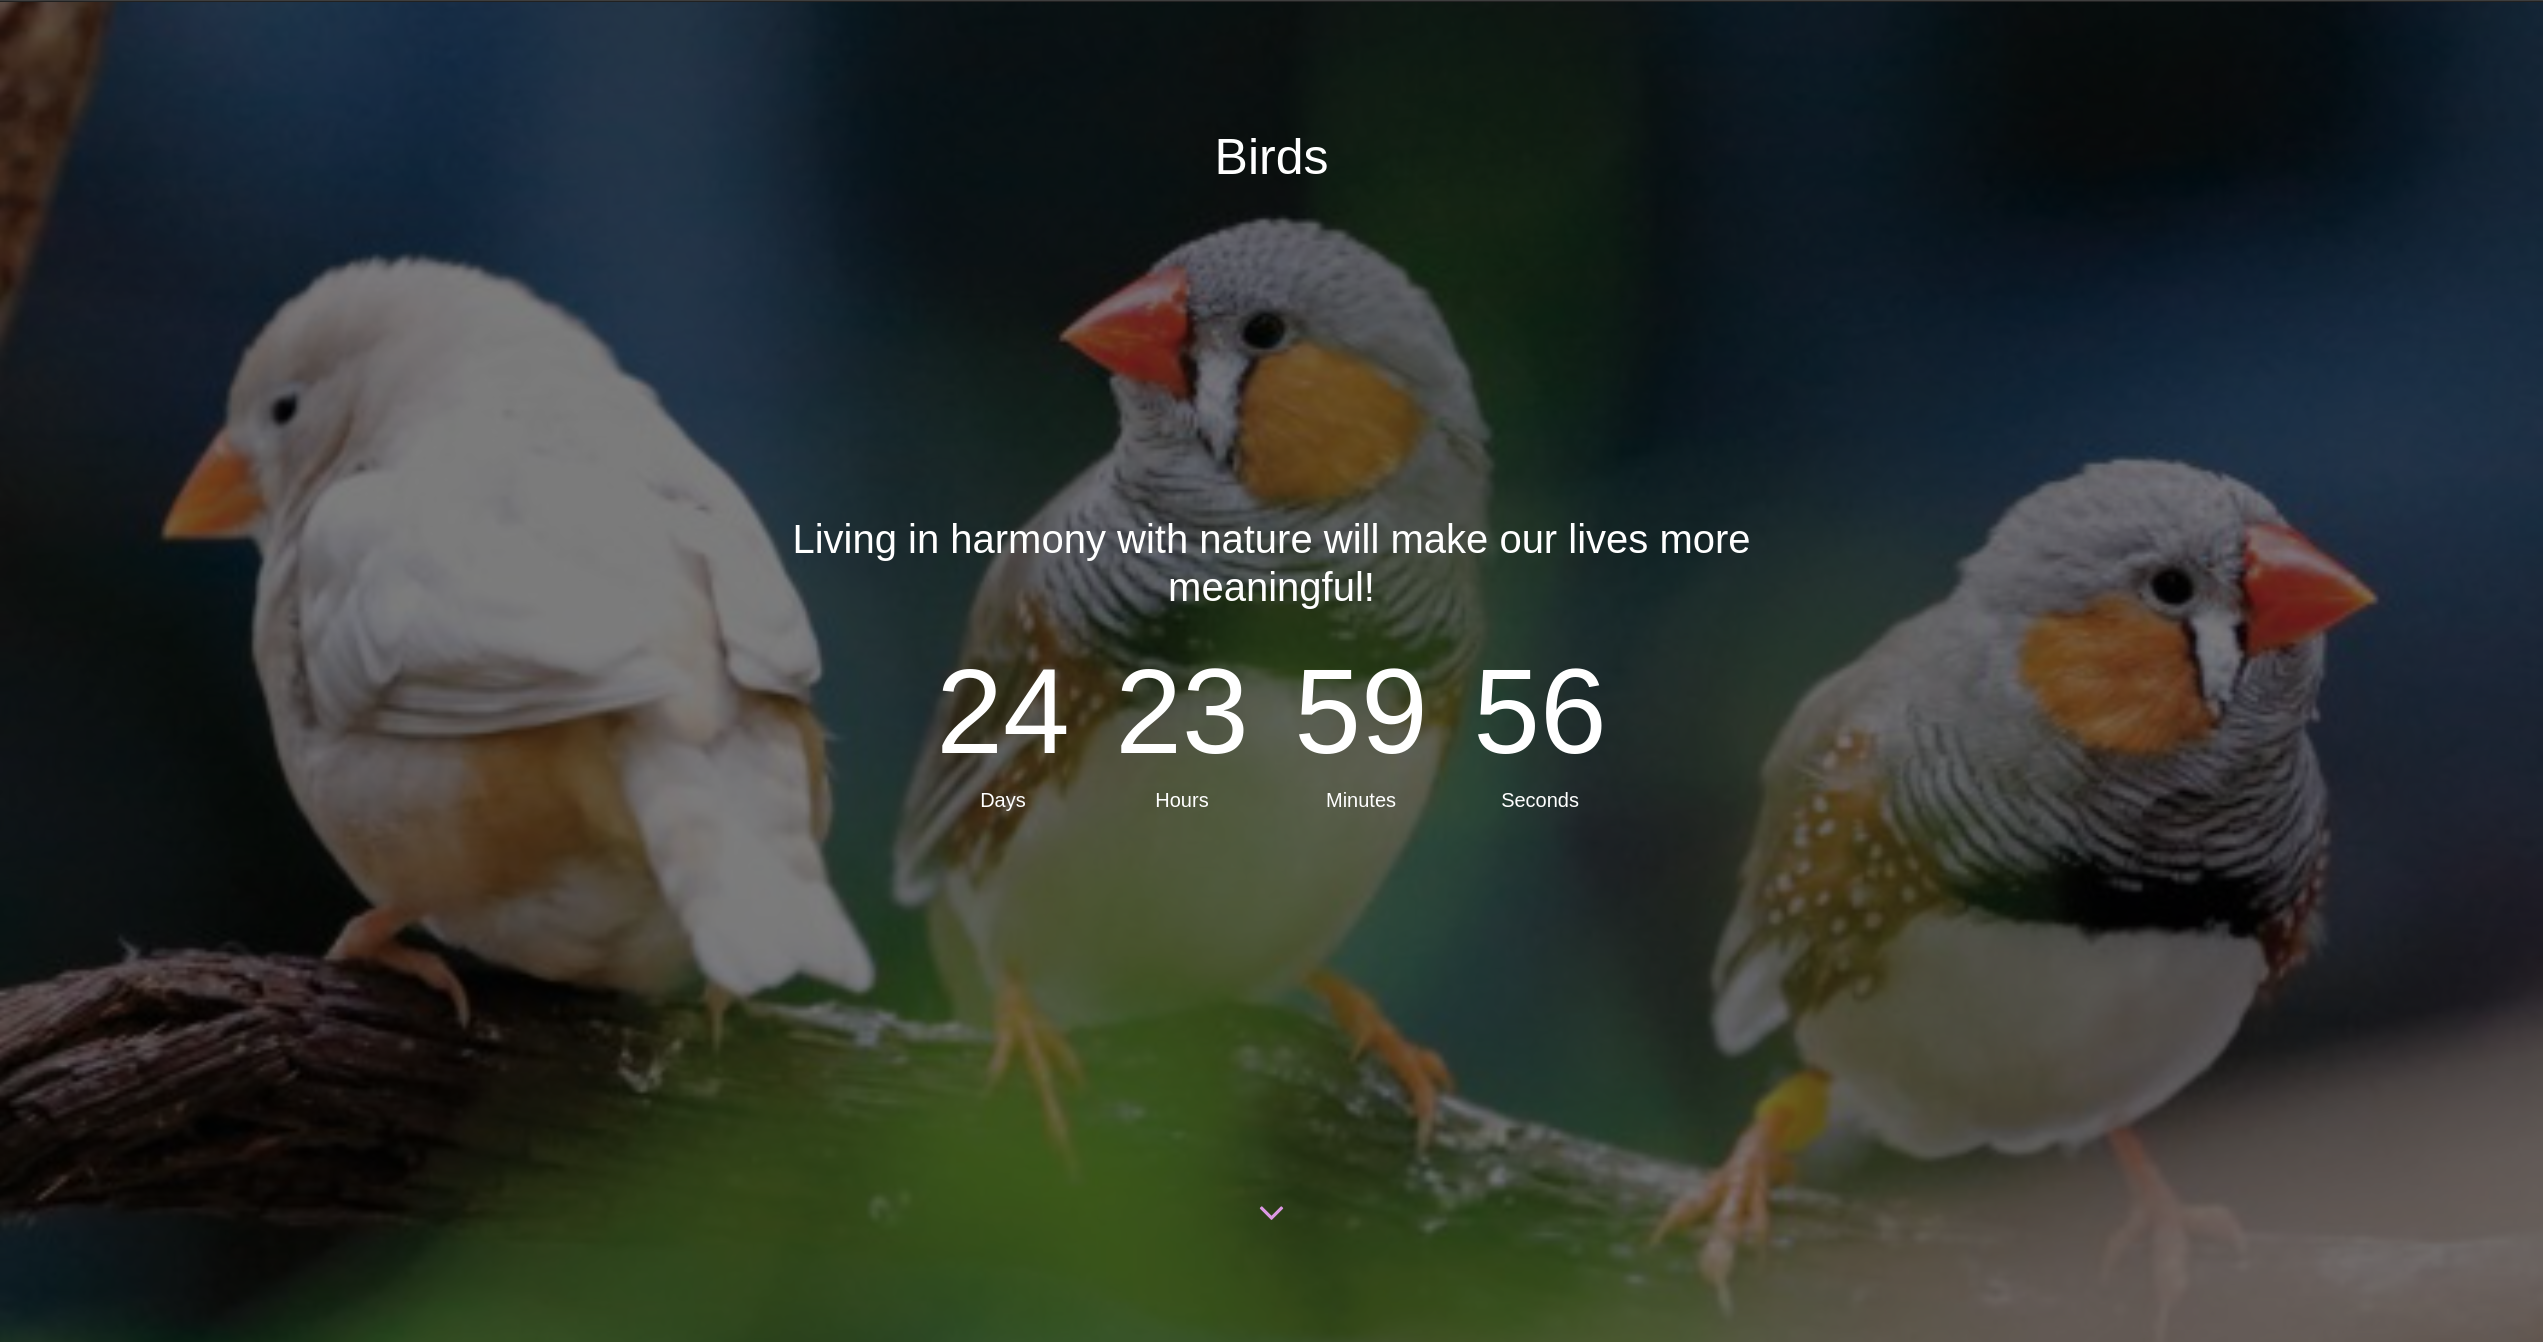 Birds
Living in harmony with nature will make our lives more
meaningful!
24 23 59 56
Days Hours Minutes Seconds